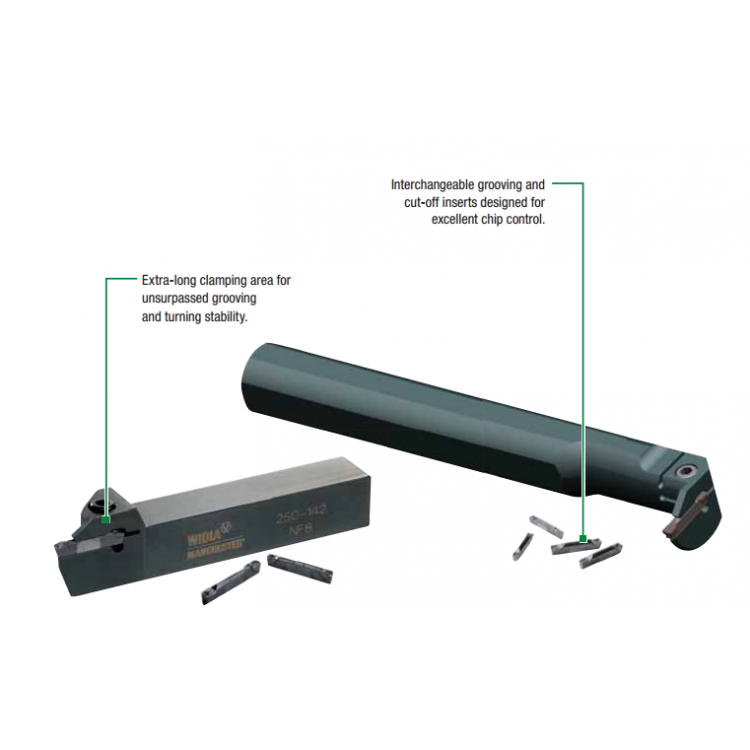 Interchangeable grooving and
cut-off inserts designed for
excellent chip control.
Extra-long clamping area for
unsurpassed grooving
and turning stability.
WIDIA
MANCHESTER
250-142
NFB